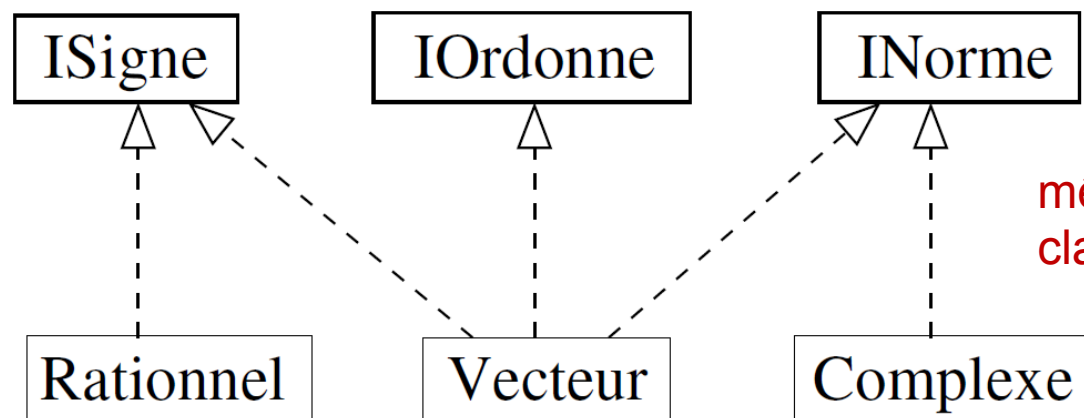 ISigne
IOrdonne
INorme
Rationnel
Vecteur
Complexe